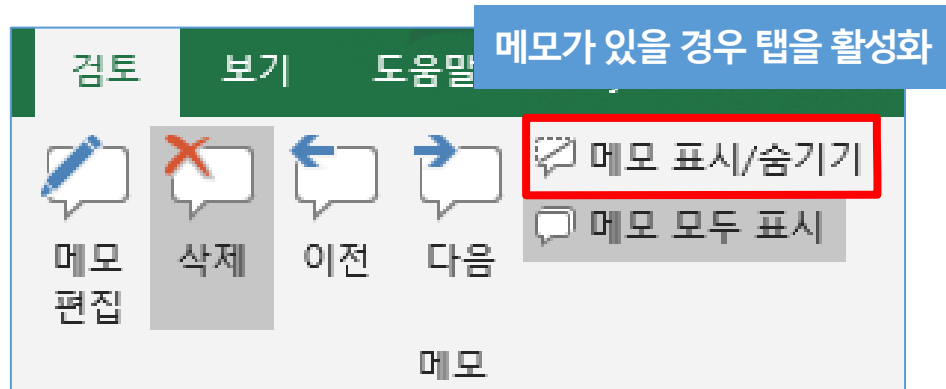 메모가 있을 경우 탭을 활성화
검토 보기 도움말
메모 표시/숨기기
메모 모두 표시
메모
편집
삭제
이전
다음
메모